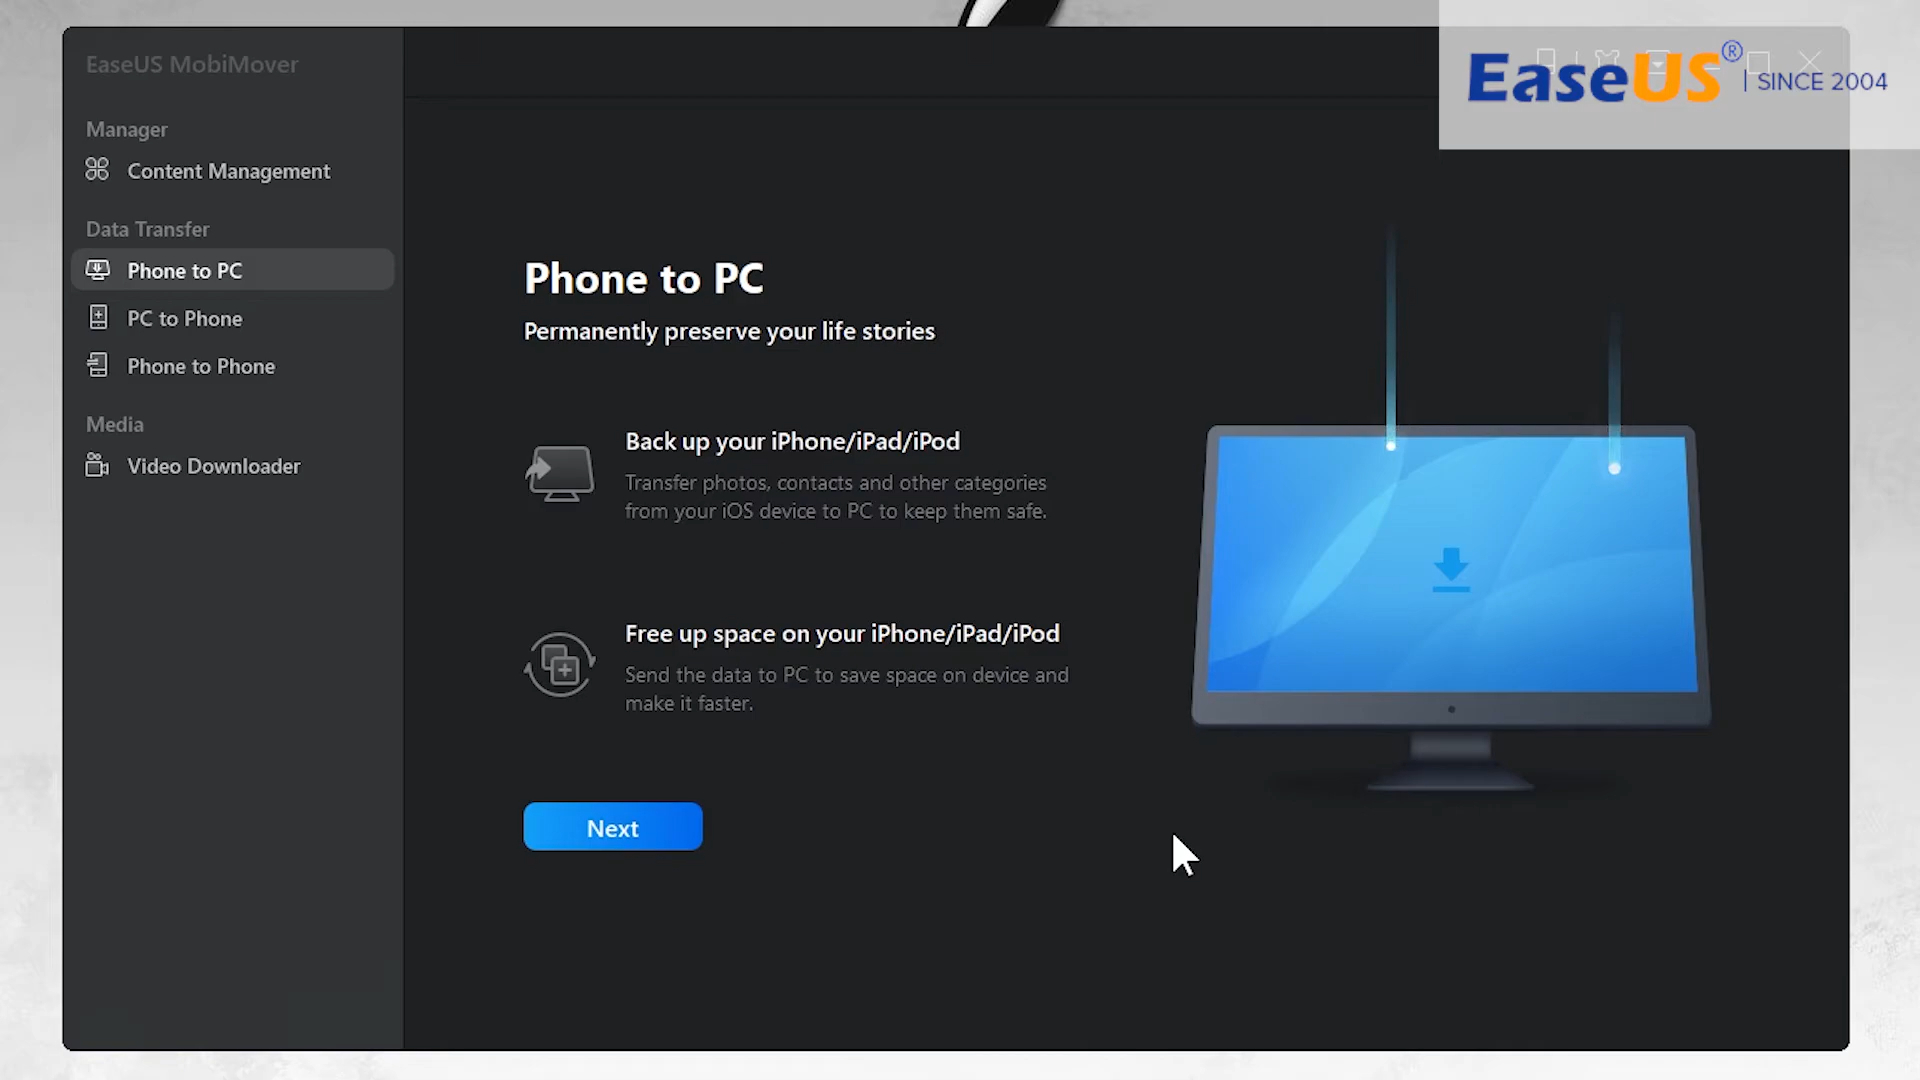 EaseUS MobiMover
Manager
Content Management
Data Transfer
Phone to PC
PC to Phone
Phone to Phone
Media
Video Downloader
EaseUS® | SINCE 2004
Phone to PC
Permanently preserve your life stories
Back up your iPhone/iPad/iPod
Transfer photos, contacts and other categories
from your iOS device to PC to keep them safe.
Free up space on your iPhone/iPad/iPod
Send the data to PC to save space on device and
make it faster.
Next